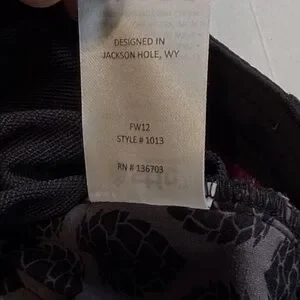 DESIGNED IN
JACKSON HOLE, WY
FW12
STYLE # 1013
RN # 136703